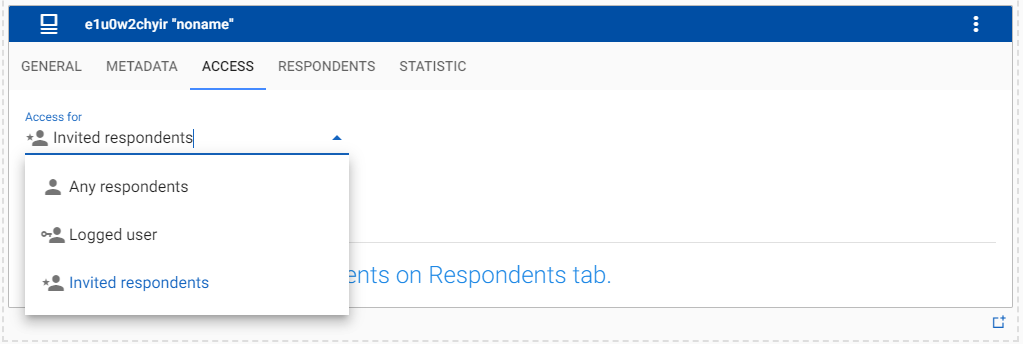 e1u0w2chyir "noname"
GENERAL METADATA ACCESS RESPONDENTS STATISTIC
Access for
Invited respondents
Any respondents
Logged user
Invited respondents
on Respondents tab.